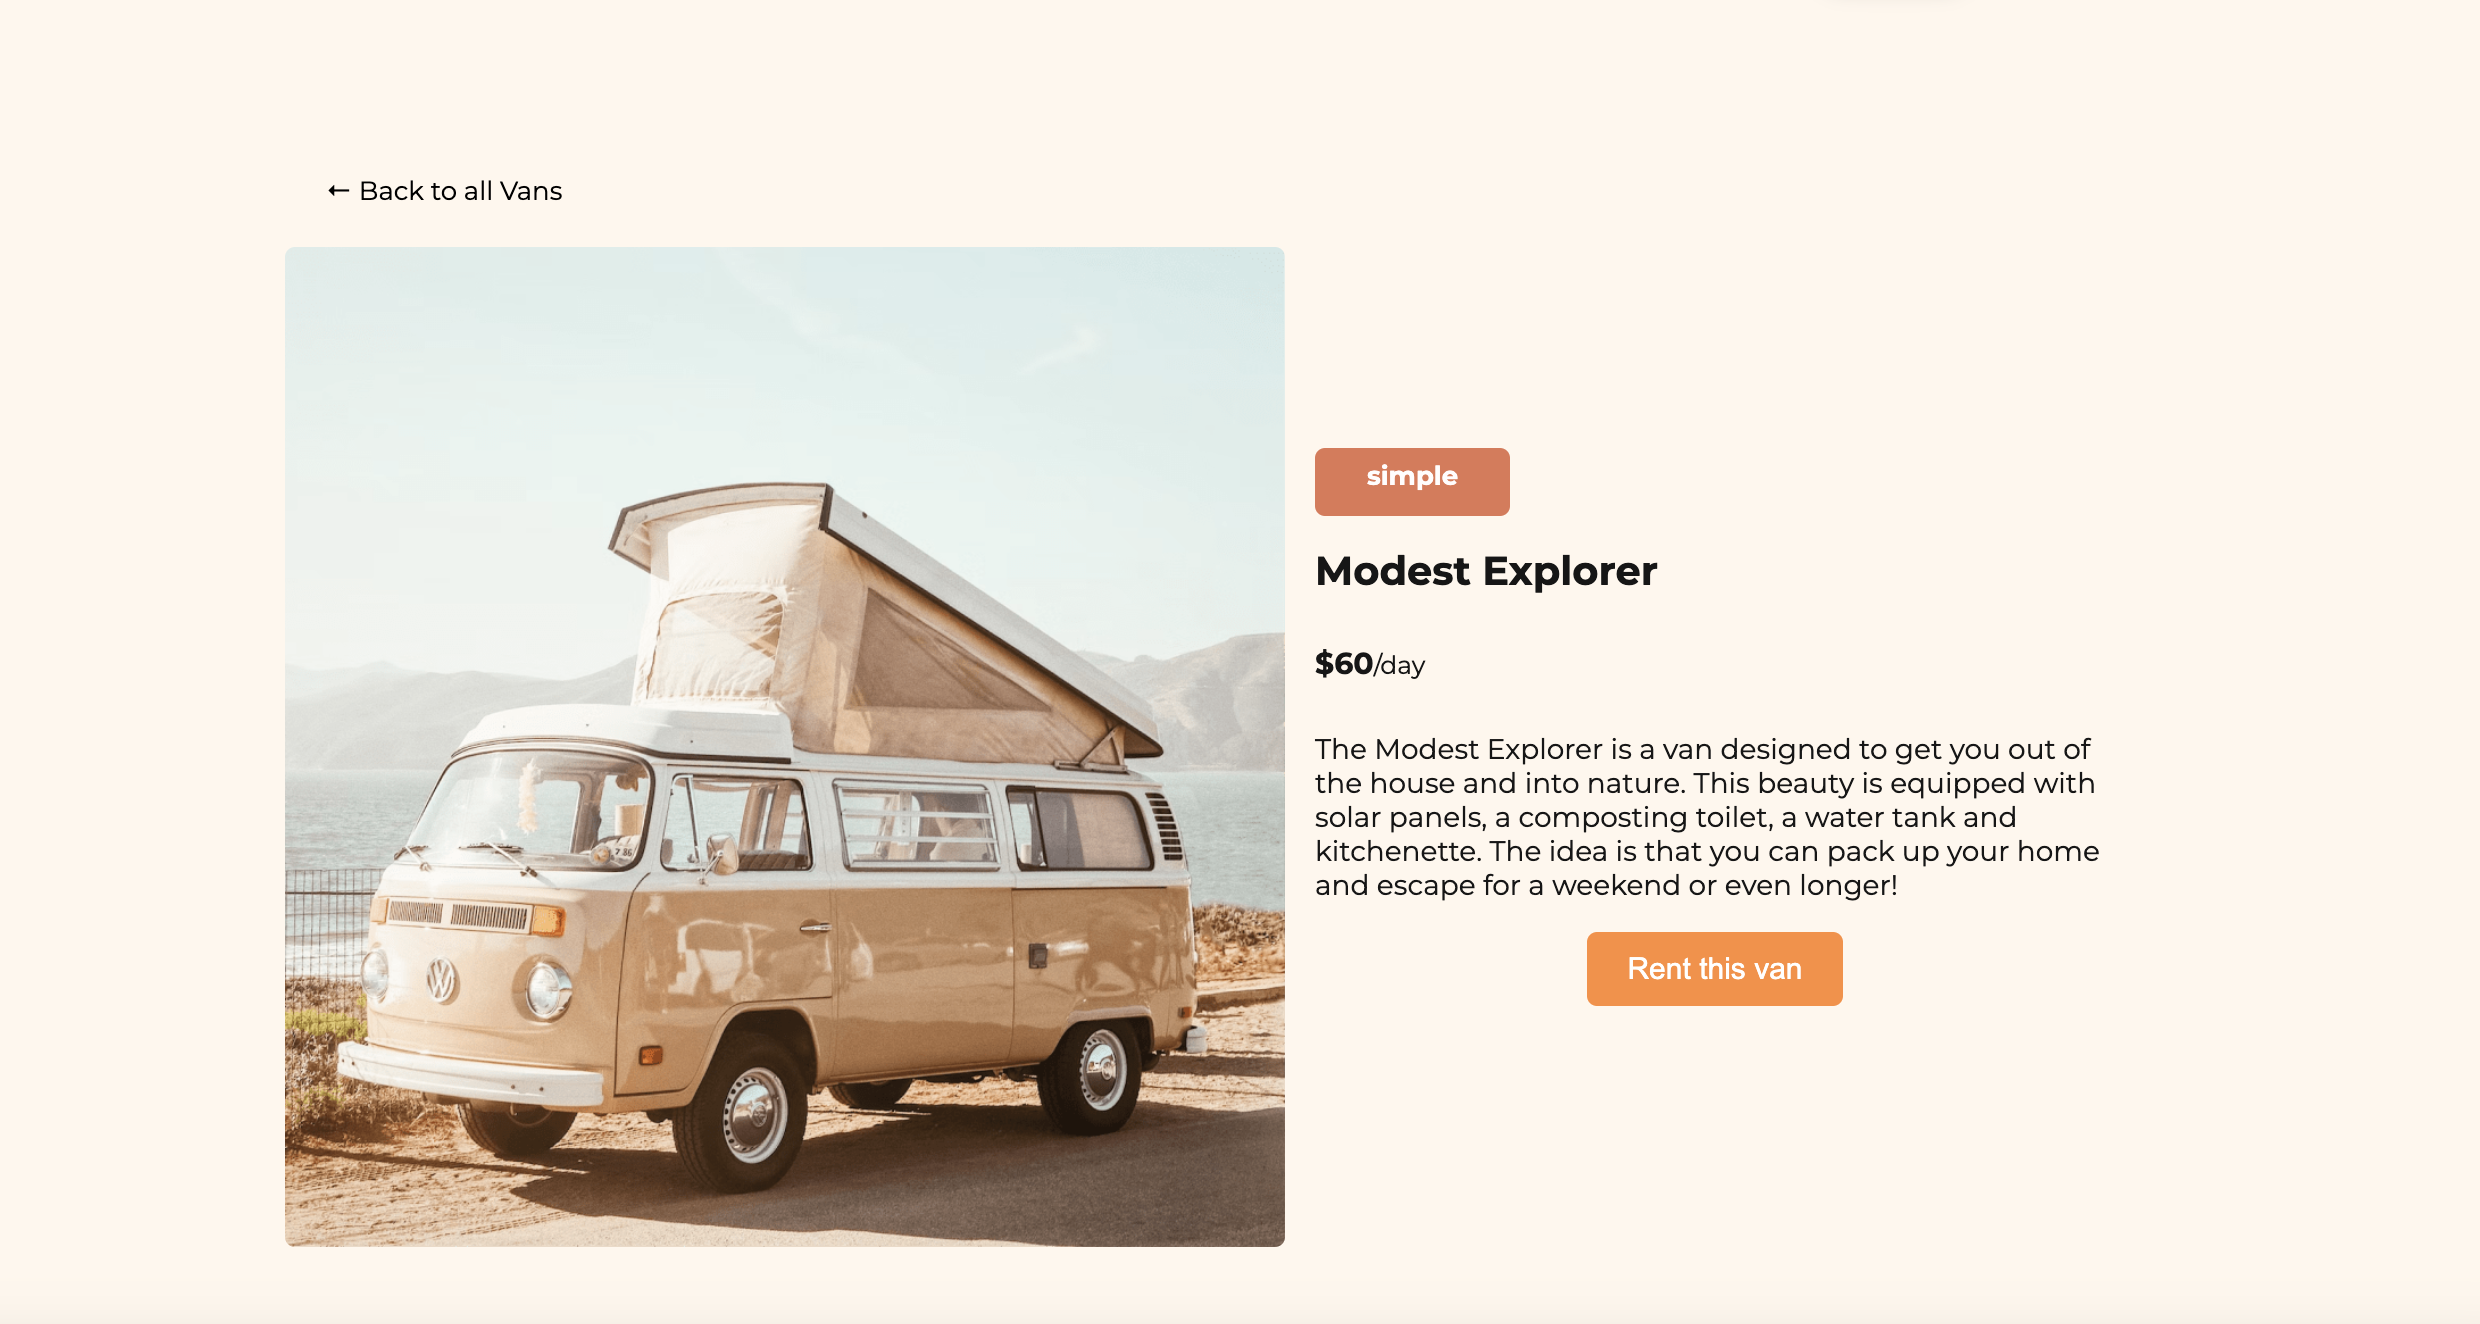 ← Back to all Vans
simple
Modest Explorer
$60/day
The Modest Explorer is a van designed to get you out of
the house and into nature. This beauty is equipped with
solar panels, a composting toilet, a water tank and
kitchenette. The idea is that you can pack up your home
and escape for a weekend or even longer!
Rent this van